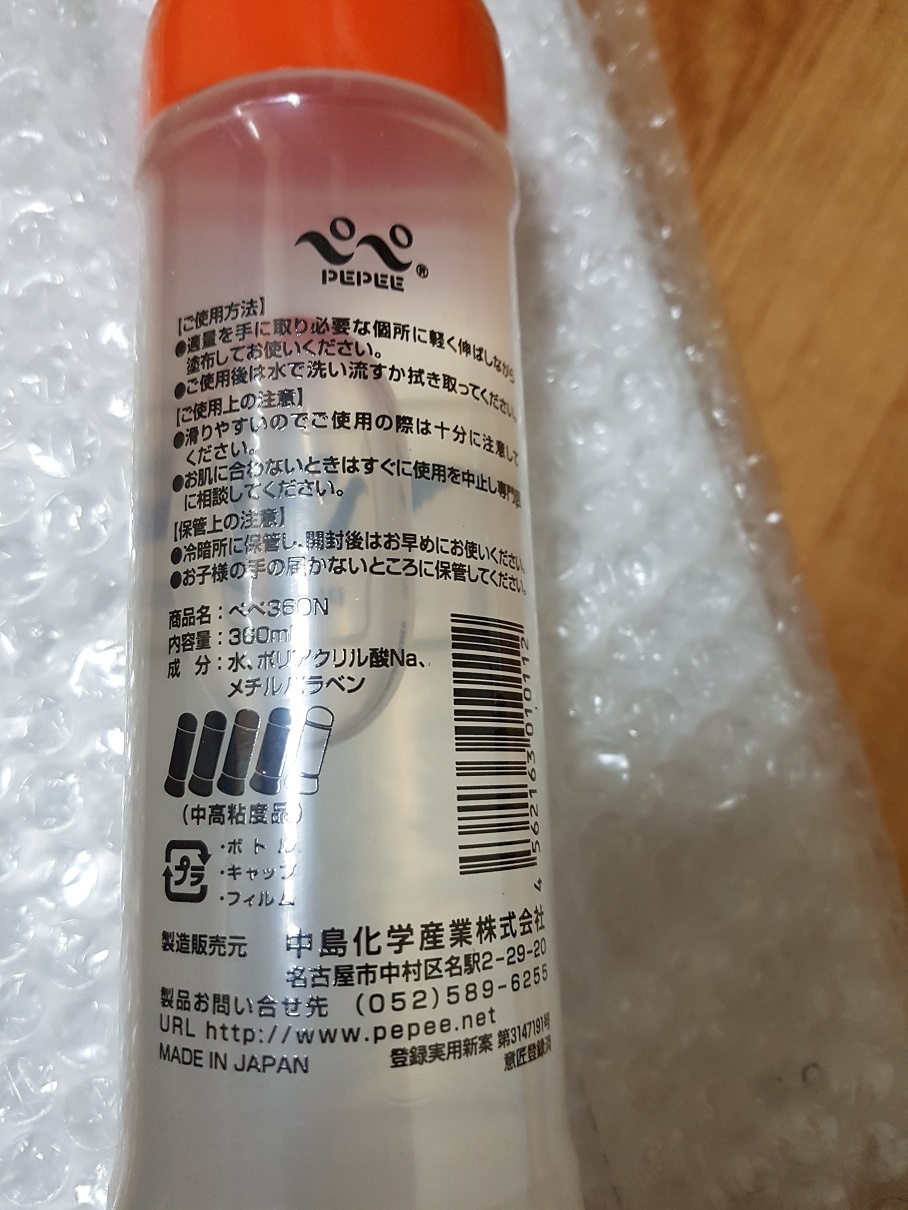 ペペ
PEPEE®
【ご使用方法】
●適量を手に取り必要な個所に軽く伸ばしながら
塗布してお使いください。
●ご使用後は水で洗い流すか拭き取ってください。
【ご使用上の注意】
●滑りやすいのでご使用の際は十分に注意して
ください。
●お肌に合わないときはすぐに使用を中止し専門
に相談してください。
【保管上の注意】
●冷暗所に保管し、開封後はお早めにお使いください。
●お子様の手の届かないところに保管してください。
商品名：ペペ360N
内容量：360ml
成 分：水、ポリアクリル酸Na、
メチルパラベン
(中高粘度品)
プラ
・ボトル
・キャップ
・フィルム
4 562163 010112
製造販売元 中島化学産業株式会社
名古屋市中村区名駅2-29-20
製品お問い合せ先 (052)589-6255
URL http://www.pepee.net
MADE IN JAPAN
登録実用新案 第3147191号
意匠登録済